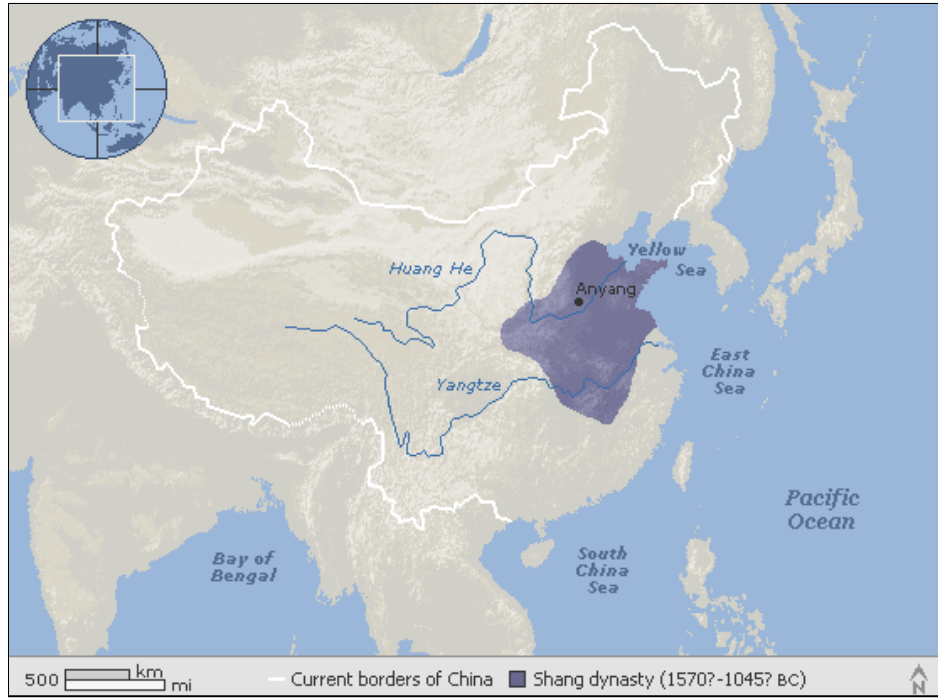 Huang He
Yellow
Sea
Anyang
East
China
Sea
Yangtze
Pacific
Ocean
Bay of
Bengal
South
China
Sea
500 km
mi
Current borders of China
Shang dynasty (1570?-1045? BC)
N